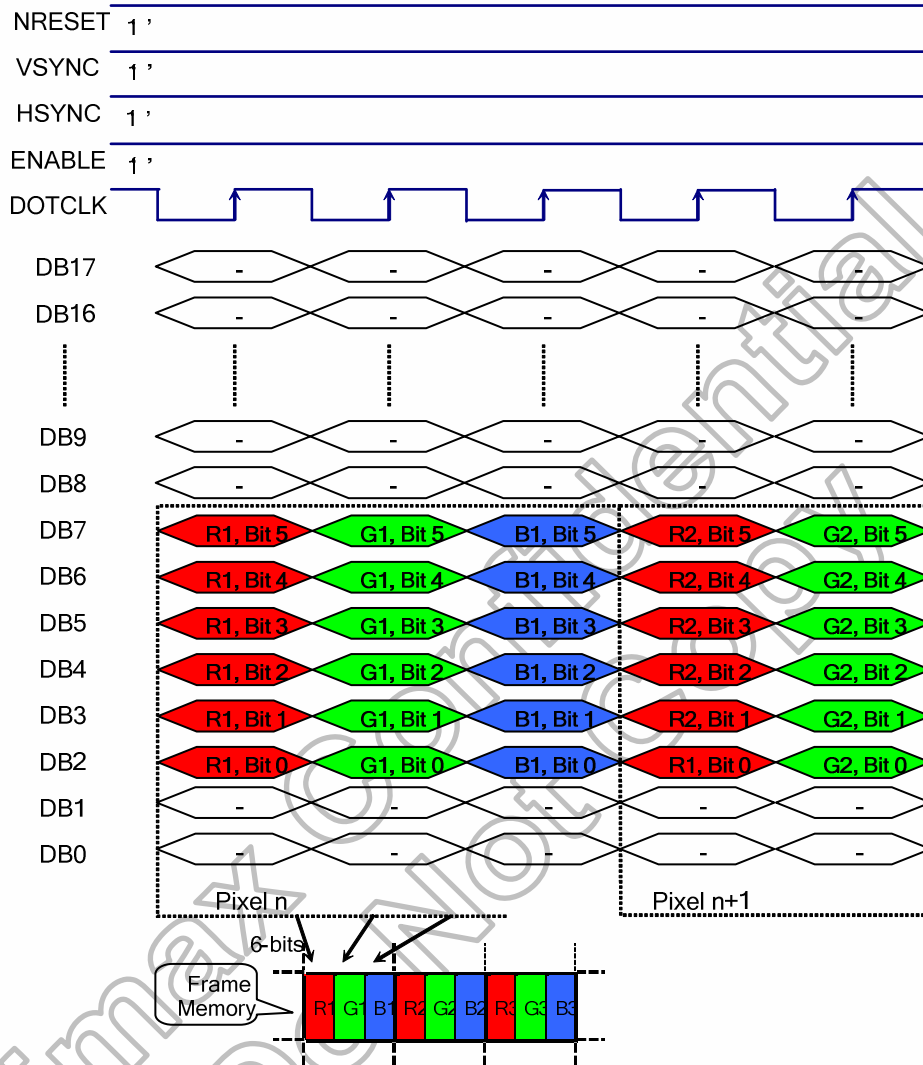 NRESET 1 '
VSYNC 1 '
HSYNC 1 '
ENABLE 1 '
DOTCLK
DB17 - - - - -
DB16 - - - - -
DB9 - - - - -
DB8 - - - - -
DB7 R1, Bit 5 G1, Bit 5 B1, Bit 5 R2, Bit 5 G2, Bit 5
DB6 R1, Bit 4 G1, Bit 4 B1, Bit 4 R2, Bit 4 G2, Bit 4
DB5 R1, Bit 3 G1, Bit 3 B1, Bit 3 R2, Bit 3 G2, Bit 3
DB4 R1, Bit 2 G1, Bit 2 B1, Bit 2 R2, Bit 2 G2, Bit 2
DB3 R1, Bit 1 G1, Bit 1 B1, Bit 1 R2, Bit 1 G2, Bit 1
DB2 R1, Bit 0 G1, Bit 0 B1, Bit 0 R1, Bit 0 G2, Bit 0
DB1 - - - - -
DB0 - - - - -
Pixel n Pixel n+1
6-bits
Frame
Memory
R1 G1 B1 R2 G2 B2 R3 G3 B3
imax Confidential
Do Not Copy